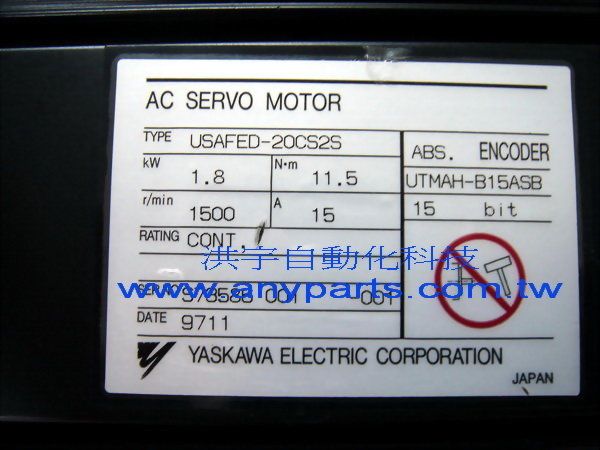 AC SERVO MOTOR
TYPE USAFED-20CS2S
kW 1.8 N·m 11.5
r/min 1500 A 15
RATING CONT.
ABS. ENCODER
UTMAH-B15ASB
15 bit
洪宇自動化科技
www.anyparts.com.tw
-001
DATE 9711
YASKAWA ELECTRIC CORPORATION
JAPAN